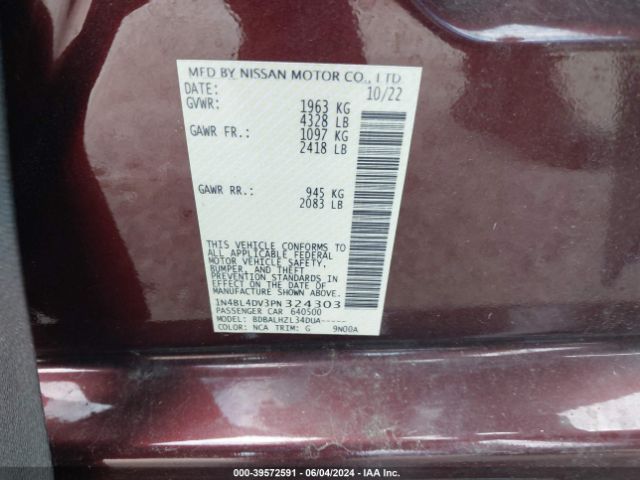 MFD BY NISSAN MOTOR CO., LTD
DATE: 10/22
GVWR: 1963 KG
4328 LB
GAWR FR.: 1097 KG
2418 LB
GAWR RR.: 945 KG
2083 LB
THIS VEHICLE CONFORMS TO
ALL APPLICABLE FEDERAL
MOTOR VEHICLE SAFETY,
BUMPER, AND THEFT
PREVENTION STANDARDS
IN EFFECT ON THE DATE OF
MANUFACTURE SHOWN ABOVE.
1N4BL4DV3PN324303
PASSENGER CAR 640500
MODEL: BDBALHZL34DUA-----
COLOR: NCA TRIM: G 9N00A
000-39572591 - 06/04/2024 - IAA Inc.